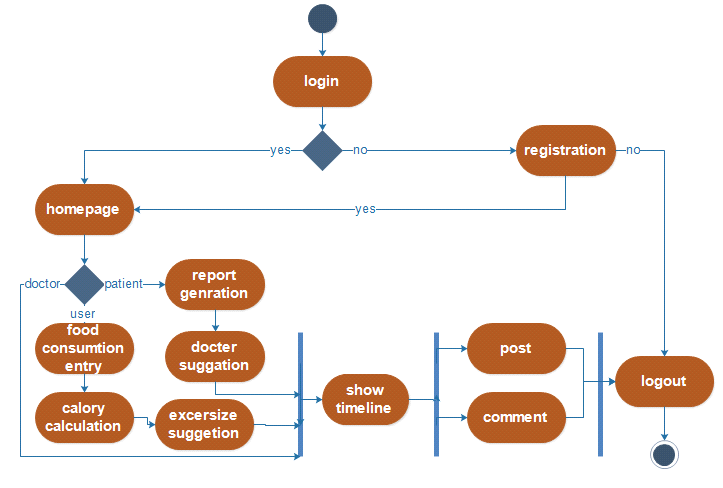 login
yes
no
registration
no
homepage
yes
doctor
patient
report
genration
user
food
consumtion
entry
docter
suggation
post
show
timeline
logout
calory
calculation
excersize
suggetion
comment